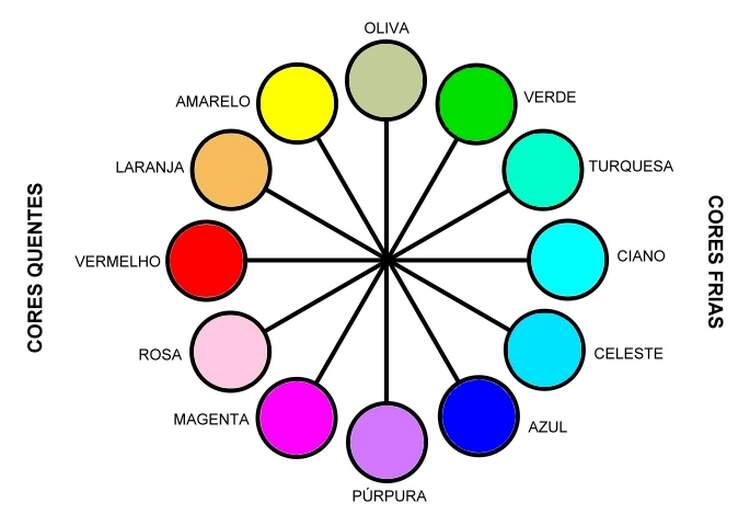 OLIVA
AMARELO
VERDE
LARANJA
TURQUESA
CORES QUENTES
VERMELHO
CIANO
CORES FRIAS
ROSA
CELESTE
MAGENTA
AZUL
PÚRPURA